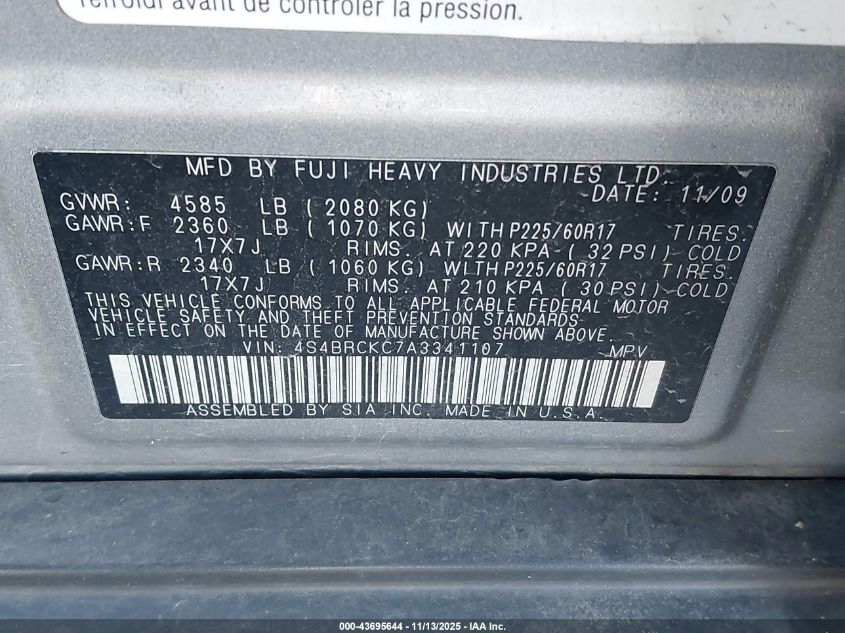 refroidi avant de contrôler la pression.
MFD BY FUJI HEAVY INDUSTRIES LTD.
DATE: 11/09
GVWR: 4585 LB ( 2080 KG)
GAWR:F 2360 LB ( 1070 KG) WITH P225/60R17 TIRES.
17X7J RIMS. AT 220 KPA ( 32 PSI) COLD
GAWR:R 2340 LB ( 1060 KG) WITH P225/60R17 TIRES
17X7J RIMS. AT 210 KPA ( 30 PSI) COLD
THIS VEHICLE CONFORMS TO ALL APPLICABLE FEDERAL MOTOR
VEHICLE SAFETY AND THEFT PREVENTION STANDARDS
IN EFFECT ON THE DATE OF MANUFACTURE SHOWN ABOVE.
VIN: 4S4BRCKC7A3341107 MPV
ASSEMBLED BY SIA INC. MADE IN U.S.A.
000-43695644 - 11/13/2025 - IAA Inc.